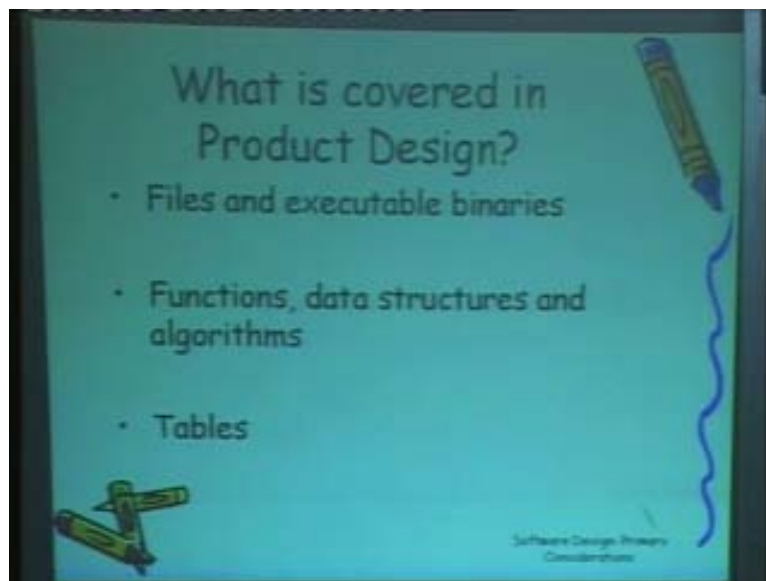 What is covered in
Product Design?
• Files and executable binaries
• Functions, data structures and
algorithms
• Tables
Software Design Primary
Considerations